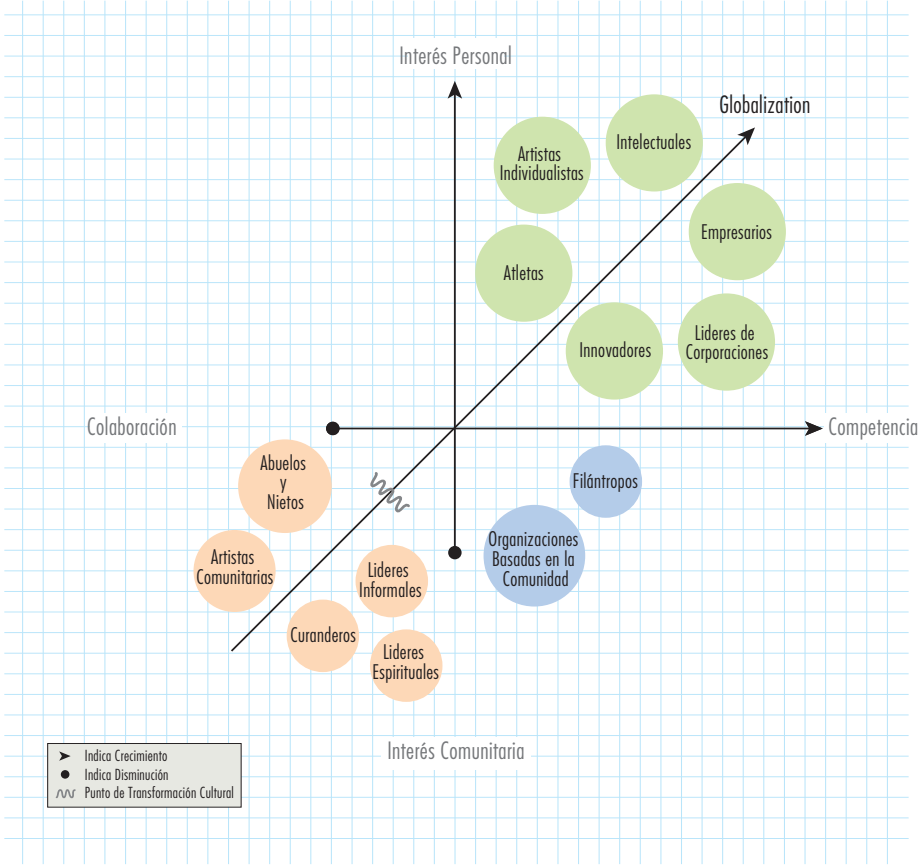 Interés Personal
Globalization
Artistas
Individualistas
Intelectuales
Empresarios
Atletas
Innovadores
Lideres de
Corporaciones
Colaboración
Competencia
Abuelos
y
Nietos
Filántropos
Organizaciones
Basadas en la
Comunidad
Artistas
Comunitarias
Lideres
Informales
Curanderos
Lideres
Espirituales
Interés Comunitaria
Indica Crecimiento
Indica Disminución
Punto de Transformación Cultural